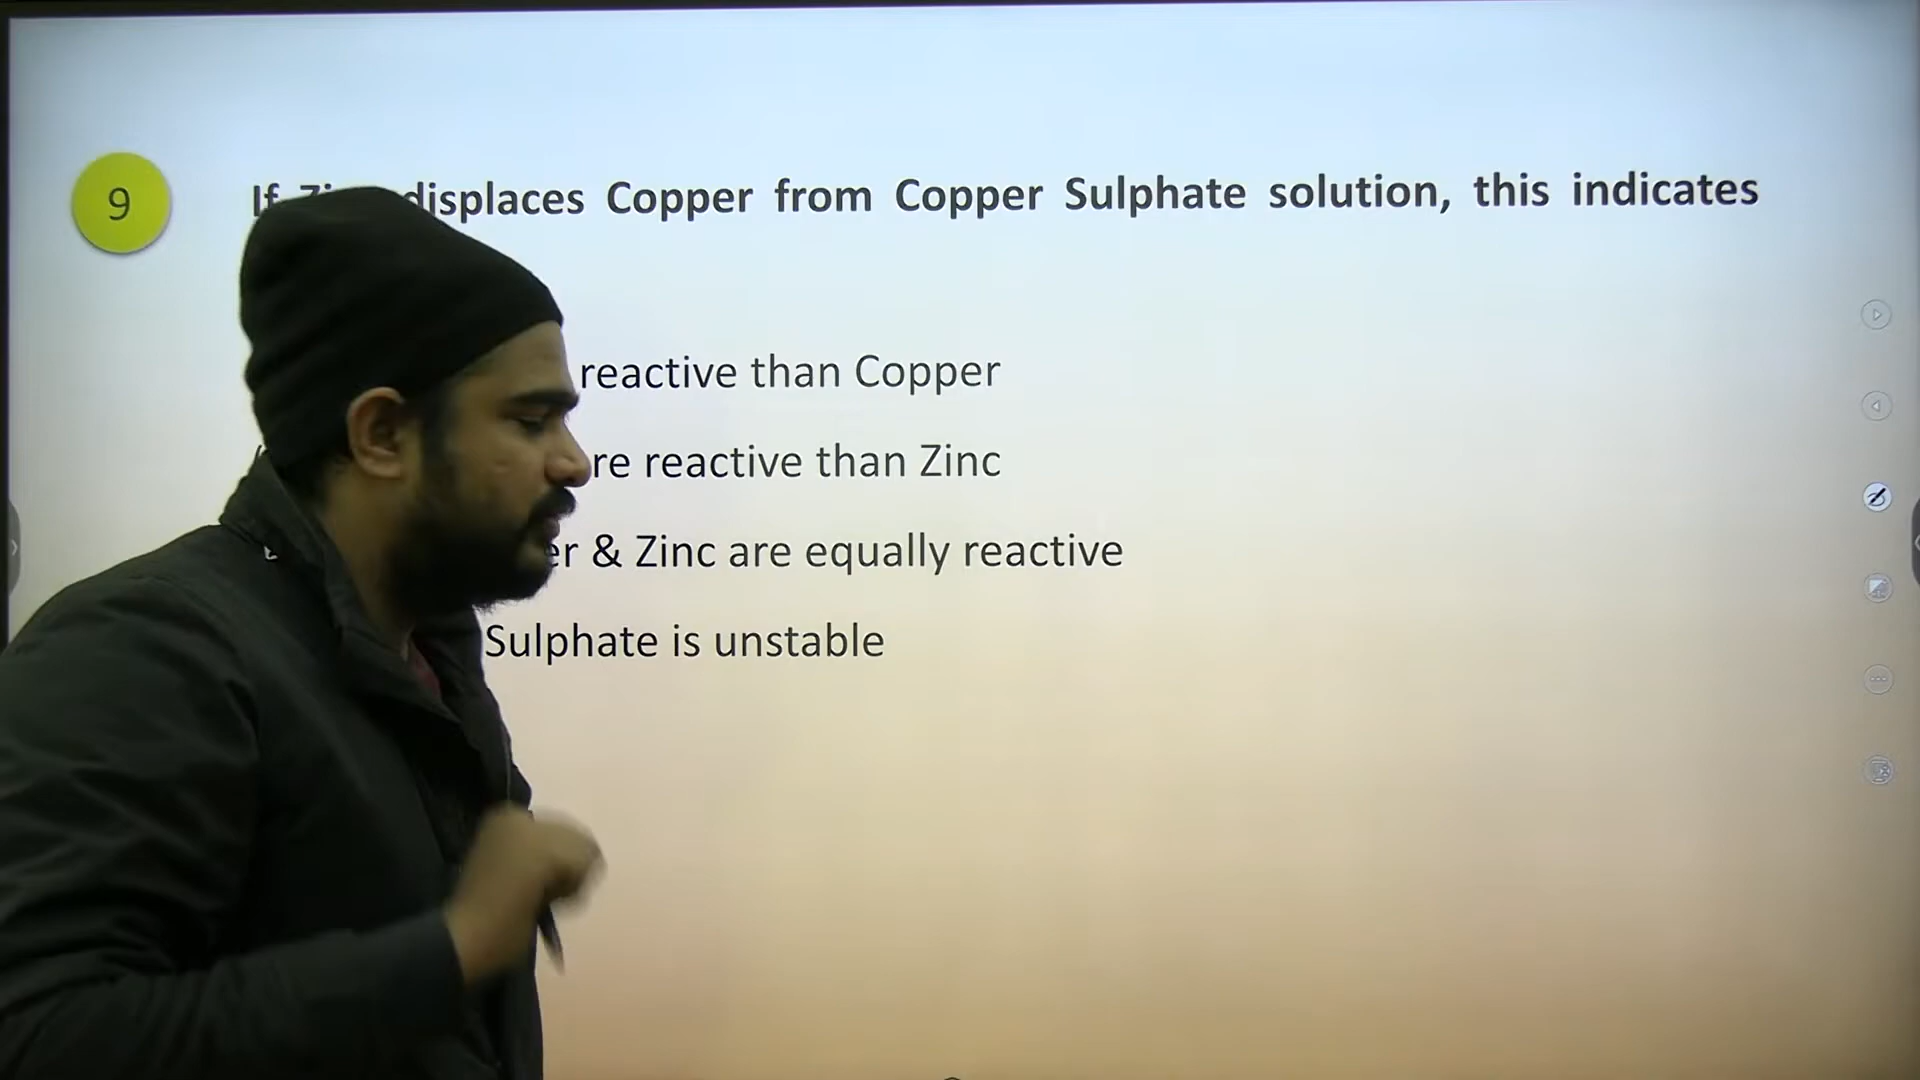 9
If displaces Copper from Copper Sulphate solution, this indicates
reactive than Copper
re reactive than Zinc
er & Zinc are equally reactive
Sulphate is unstable